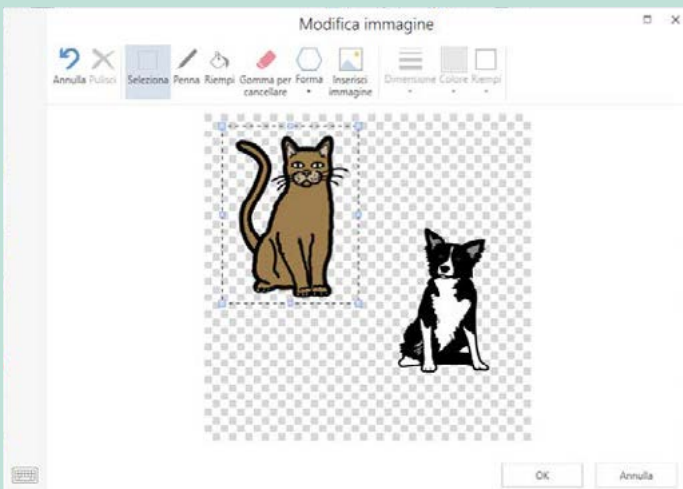 Modifica immagine
Annulla Pulisci Seleziona Penna Riempi Gomma per cancellare Forma Inserisci immagine Dimensione Colore Riempi
OK Annulla